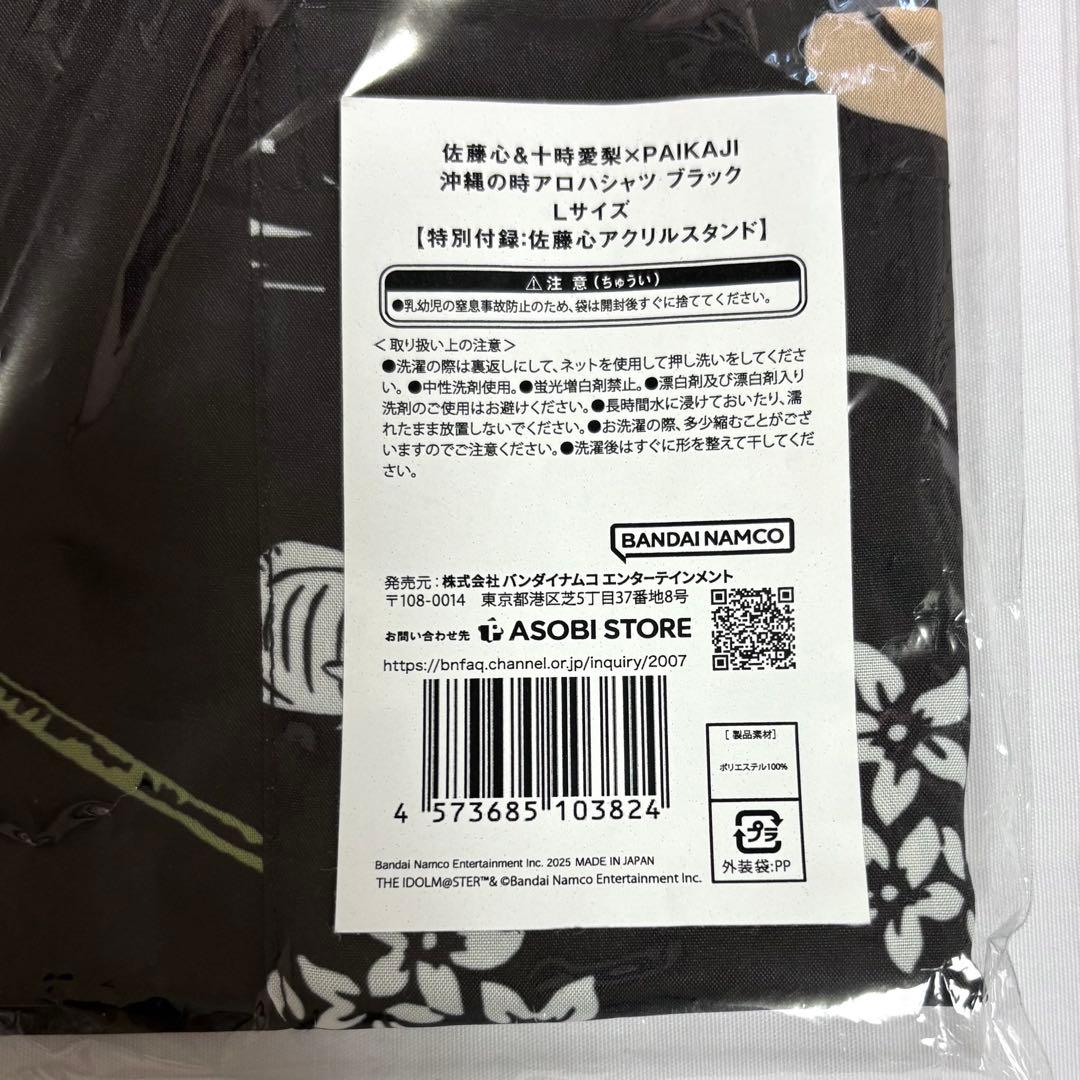 佐藤心&十時愛梨×PAIKAJI
沖縄の時アロハシャツ ブラック
Lサイズ
【特別付録:佐藤心アクリルスタンド】
⚠注 意(ちゅうい)
●乳幼児の窒息事故防止のため、袋は開封後すぐに捨ててください。
<取り扱い上の注意>
●洗濯の際は裏返しにして、ネットを使用して押し洗いをしてくださ
い。●中性洗剤使用。●蛍光増白剤禁止。●漂白剤及び漂白剤入り
洗剤のご使用はお避けください。●長時間水に浸けておいたり、濡
れたまま放置しないでください。●お洗濯の際、多少縮むことがござ
いますのでご注意ください。●洗濯後はすぐに形を整えて干してくだ
さい。
BANDAI NAMCO
発売元:株式会社 バンダイナムコ エンターテインメント
〒108-0014 東京都港区芝5丁目37番地8号
お問い合わせ先 ASOBI STORE
https://bnfaq.channel.or.jp/inquiry/2007
4 573685 103824
[製品素材]
ポリエステル100%
プラ
外装袋:PP
Bandai Namco Entertainment Inc. 2025 MADE IN JAPAN
THE IDOLM@STER™& ©Bandai Namco Entertainment Inc.